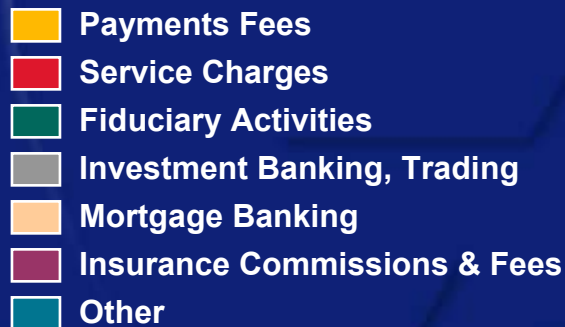 Payments Fees
Service Charges
Fiduciary Activities
Investment Banking, Trading
Mortgage Banking
Insurance Commissions & Fees
Other